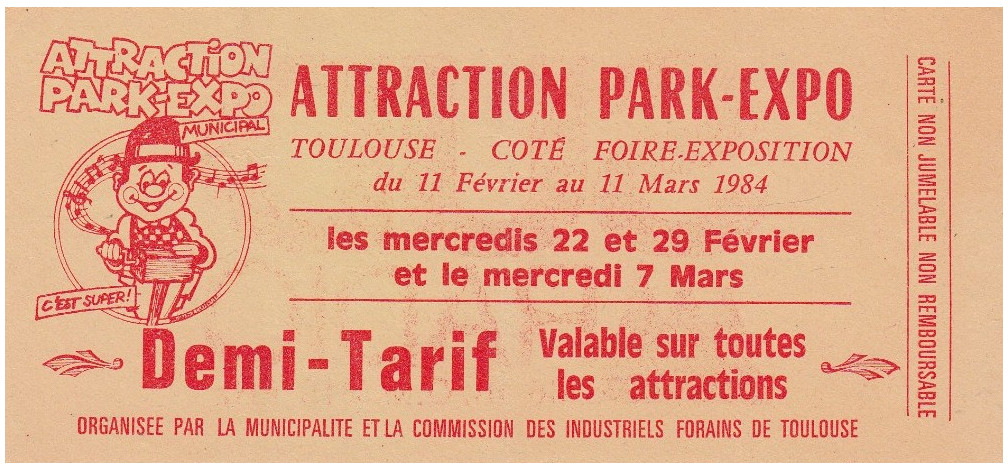 ATTRACTION
PARK-EXPO
MUNICIPAL
C'EST SUPER!
ATTRACTION PARK-EXPO
TOULOUSE - COTÉ FOIRE-EXPOSITION
du 11 Février au 11 Mars 1984
les mercredis 22 et 29 Février
et le mercredi 7 Mars
Demi-Tarif
Valable sur toutes
les attractions
ORGANISEE PAR LA MUNICIPALITE ET LA COMMISSION DES INDUSTRIELS FORAINS DE TOULOUSE
CARTE NON JUMELABLE NON REMBOURSABLE